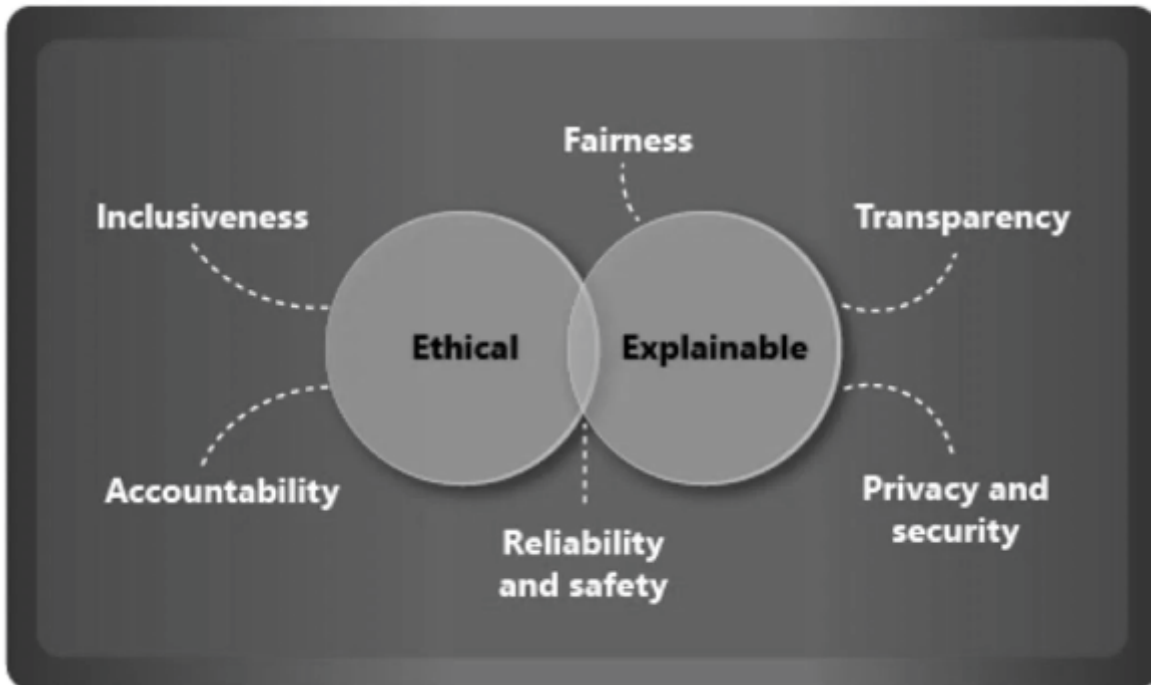 Fairness
Inclusiveness
Transparency
Ethical
Explainable
Accountability
Privacy and
security
Reliability
and safety